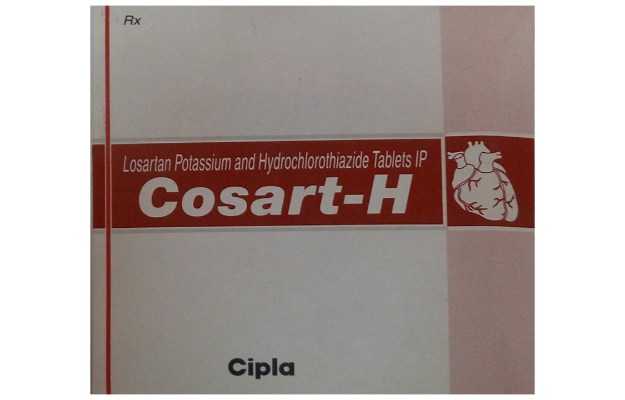 Rx
Losartan Potassium and Hydrochlorothiazide Tablets IP
Cosart-H
Cipla